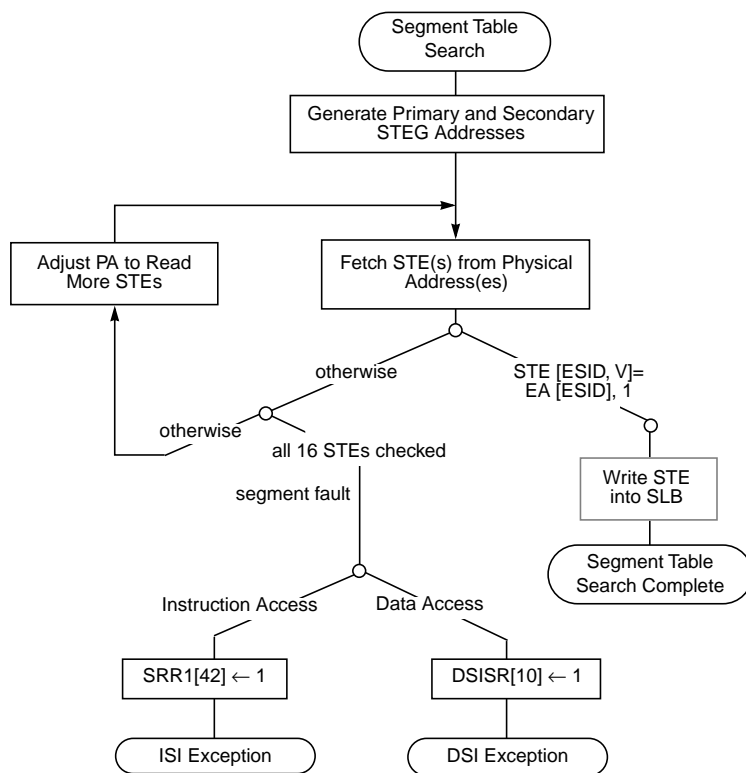 Segment Table
Search
Generate Primary and Secondary
STEG Addresses
Adjust PA to Read
More STEs
Fetch STE(s) from Physical
Address(es)
otherwise
STE [ESID, V]=
EA [ESID], 1
otherwise
all 16 STEs checked
segment fault
Write STE
into SLB
Segment Table
Search Complete
Instruction Access
Data Access
SRR1[42] ← 1
DSISR[10] ← 1
ISI Exception
DSI Exception